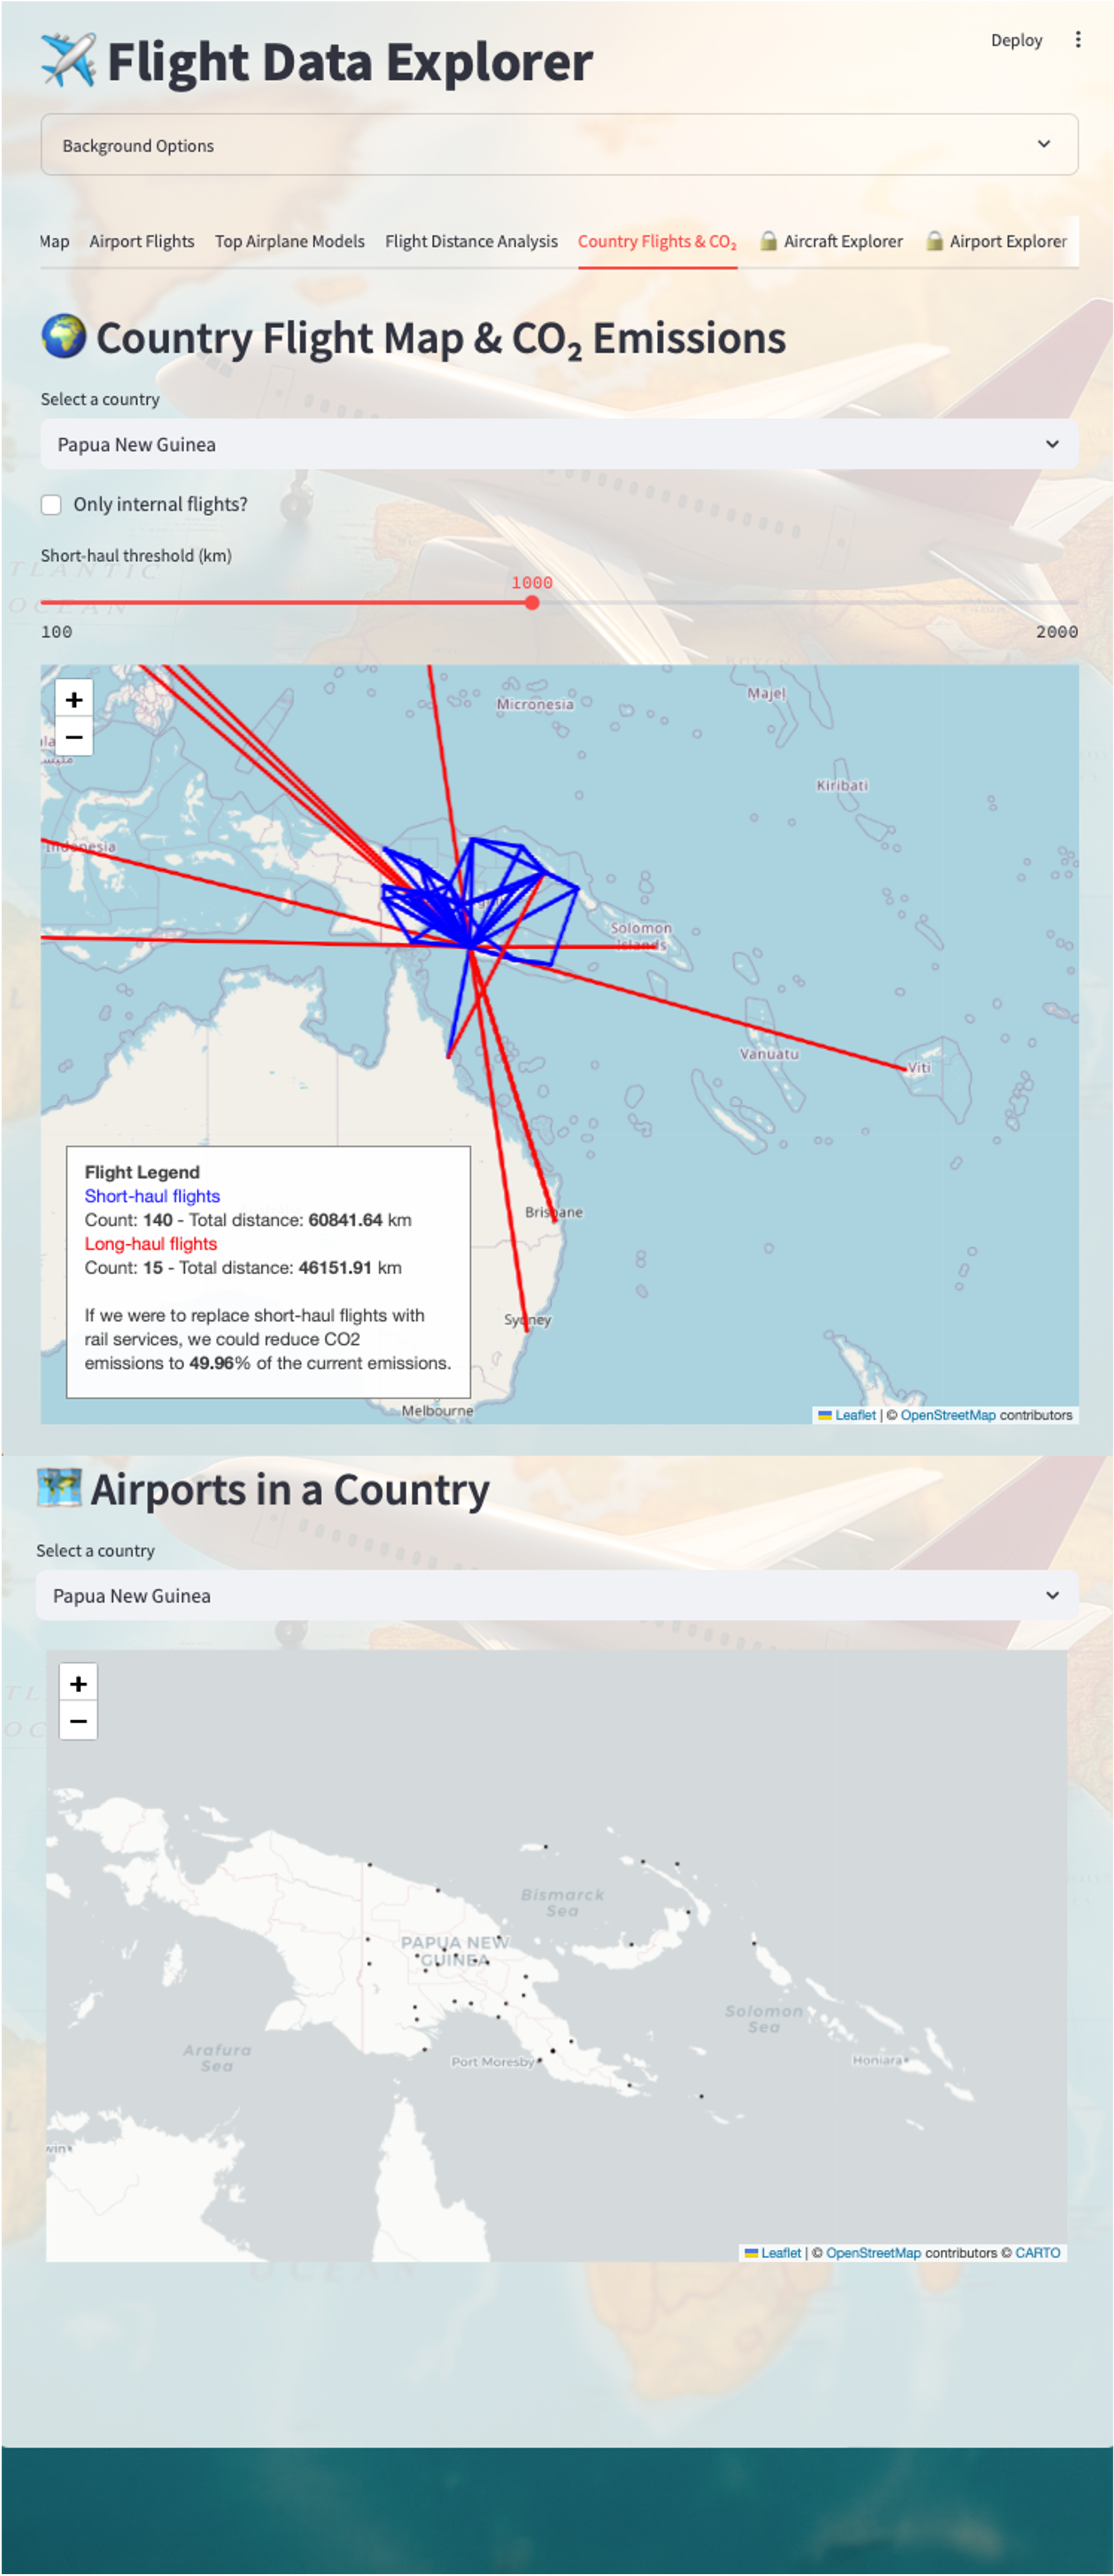 Flight Data Explorer
Deploy
Background Options
Map Airport Flights Top Airplane Models Flight Distance Analysis Country Flights & CO₂ Aircraft Explorer Airport Explorer
Country Flight Map & CO₂ Emissions
Select a country
Papua New Guinea
Only internal flights?
Short-haul threshold (km)
1000
100
2000
+
−
Micronesia
Majel
Kiribati
Indonesia
Solomon
Islands
Vanuatu
Viti
Brisbane
Sydney
Melbourne
Flight Legend
Short-haul flights
Count: 140 - Total distance: 60841.64 km
Long-haul flights
Count: 15 - Total distance: 46151.91 km
If we were to replace short-haul flights with
rail services, we could reduce CO2
emissions to 49.96% of the current emissions.
Leaflet | © OpenStreetMap contributors
Airports in a Country
Select a country
Papua New Guinea
+
−
Bismarck
Sea
PAPUA NEW
GUINEA
Solomon
Sea
Arafura
Sea
Port Moresby
Honiara
Leaflet | © OpenStreetMap contributors © CARTO
OCEAN